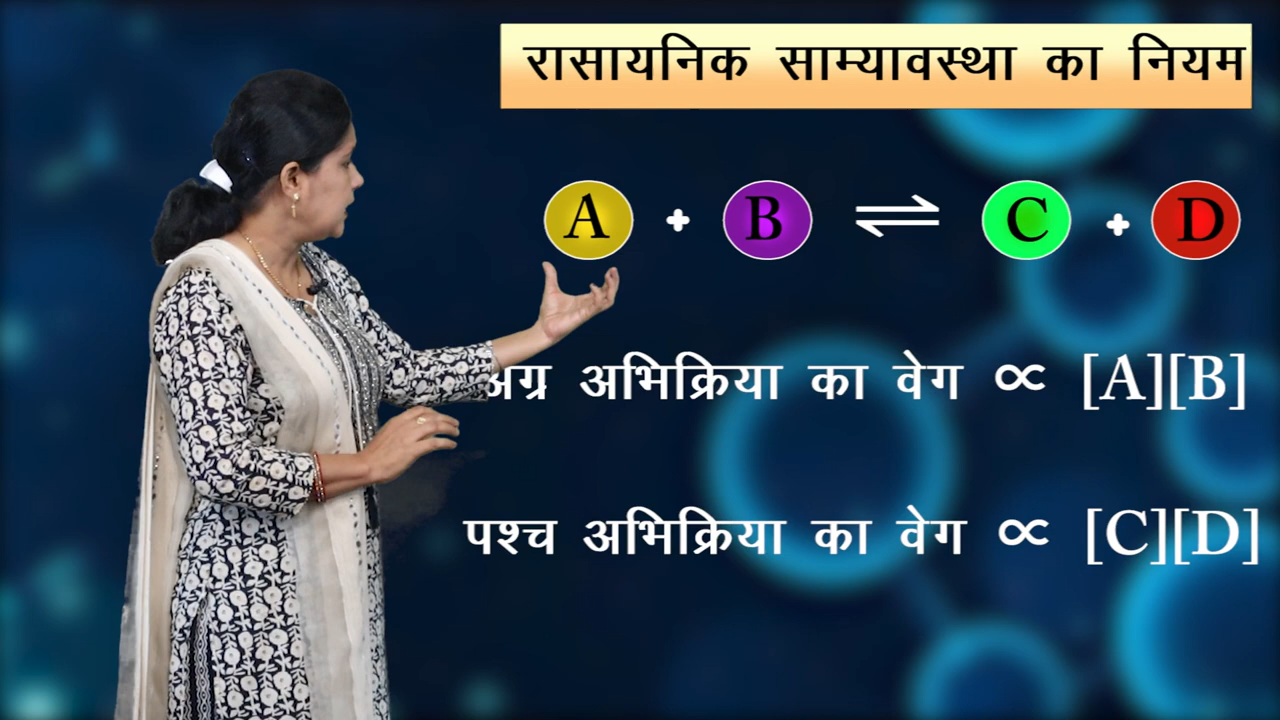 रासायनिक साम्यावस्था का नियम
A + B ⇌ C + D
अग्र अभिक्रिया का वेग ∝ [A][B]
पश्च अभिक्रिया का वेग ∝ [C][D]